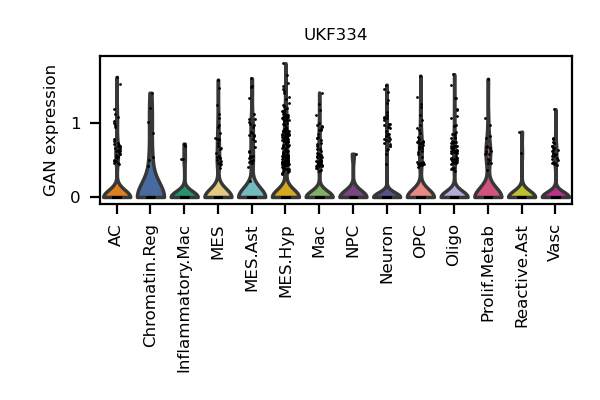 UKF334
GAN expression
1
0
AC
Chromatin.Reg
Inflammatory.Mac
MES
MES.Ast
MES.Hyp
Mac
NPC
Neuron
OPC
Oligo
Prolif.Metab
Reactive.Ast
Vasc